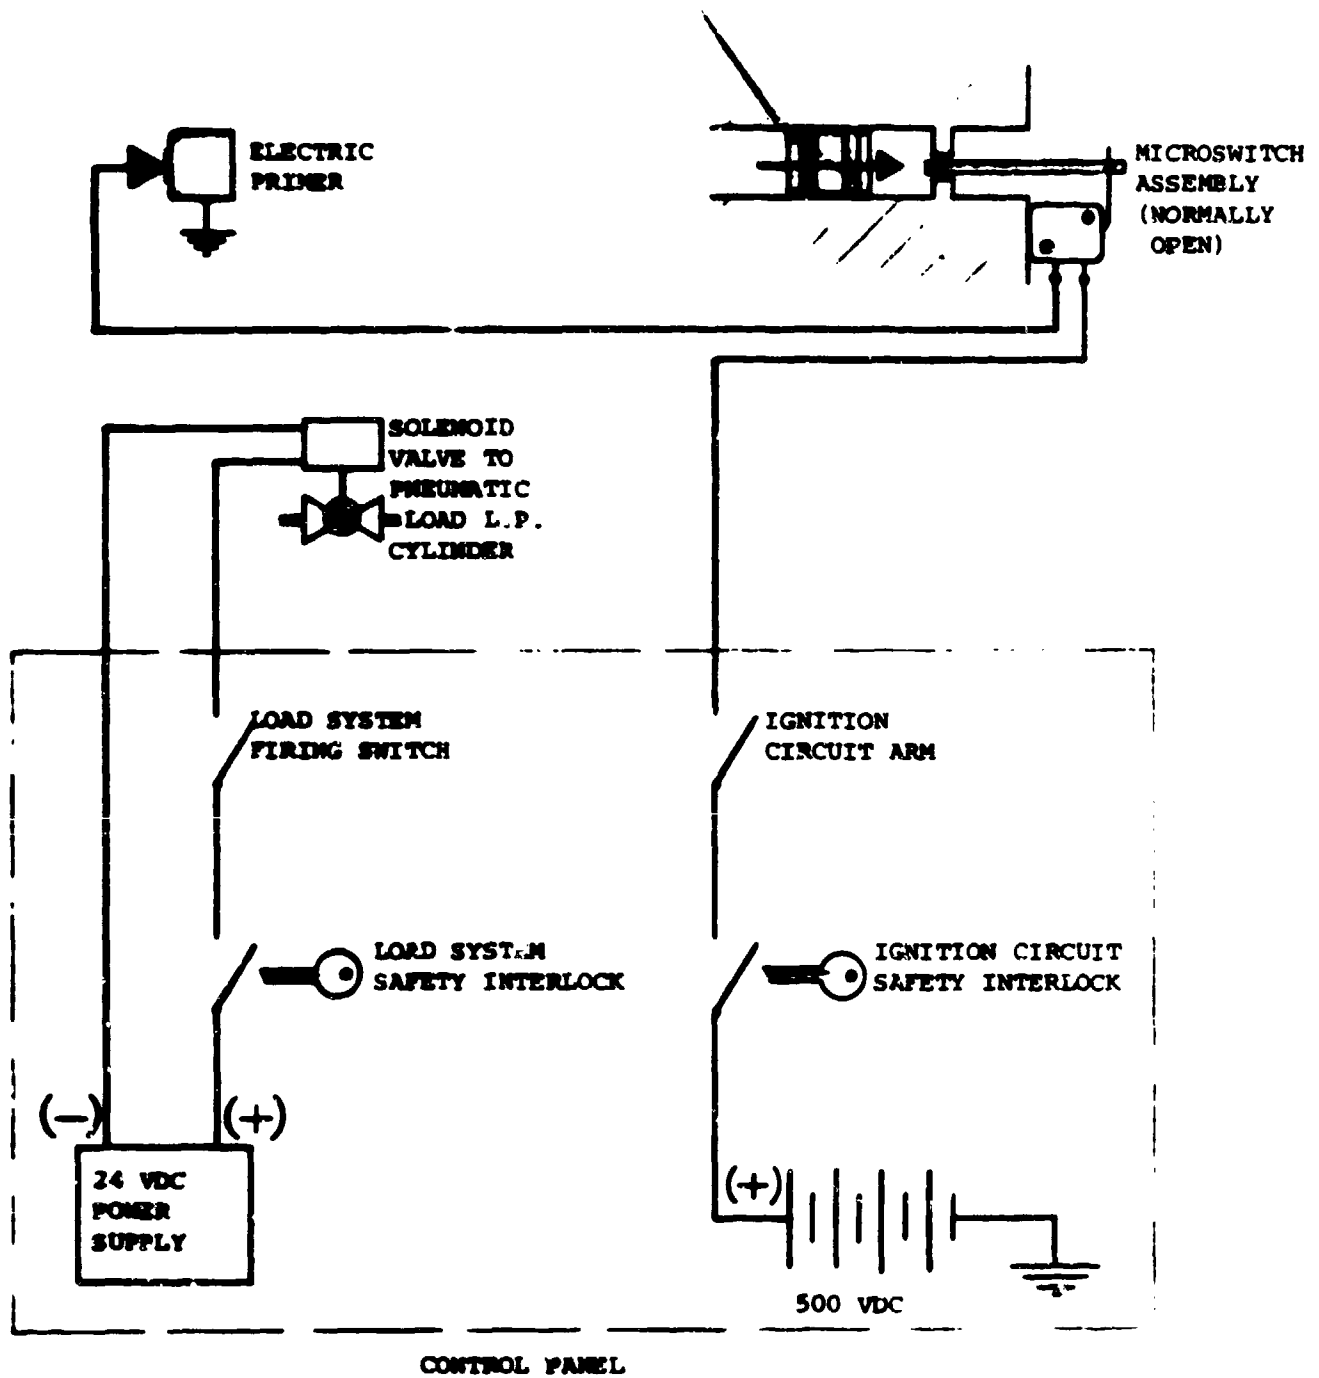 ELECTRIC
PRIMER
MICROSWITCH
ASSEMBLY
(NORMALLY
OPEN)
SOLENOID
VALVE TO
PNEUMATIC
LOAD L.P.
CYLINDER
LOAD SYSTEM
FIRING SWITCH
IGNITION
CIRCUIT ARM
LOAD SYSTEM
SAFETY INTERLOCK
IGNITION CIRCUIT
SAFETY INTERLOCK
(-)
(+)
24 VDC
POWER
SUPPLY
(+)
500 VDC
CONTROL PANEL